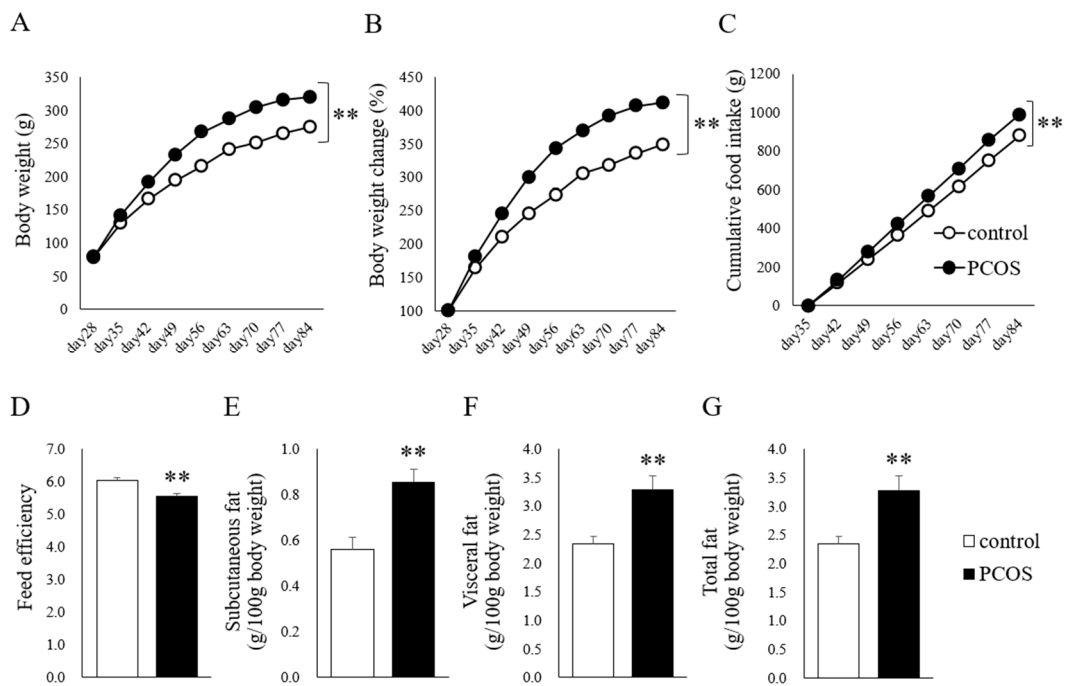 A
B
C
Body weight (g)
350
300
250
200
150
100
50
0
**
day28
day35
day42
day49
day56
day63
day70
day77
day84
Body weight change (%)
450
400
350
300
250
200
150
100
**
day28
day35
day42
day49
day56
day63
day70
day77
day84
Cumulative food intake (g)
1200
1000
800
600
400
200
0
**
control
PCOS
day35
day42
day49
day56
day63
day70
day77
day84
D
E
F
G
Feed efficiency
7.0
6.0
5.0
4.0
3.0
2.0
1.0
0.0
**
Subcutaneous fat
(g/100g body weight)
1.0
0.8
0.6
0.4
0.2
0.0
**
Visceral fat
(g/100g body weight)
4.0
3.5
3.0
2.5
2.0
1.5
1.0
0.5
0.0
**
Total fat
(g/100g body weight)
4.0
3.5
3.0
2.5
2.0
1.5
1.0
0.5
0.0
**
control
PCOS